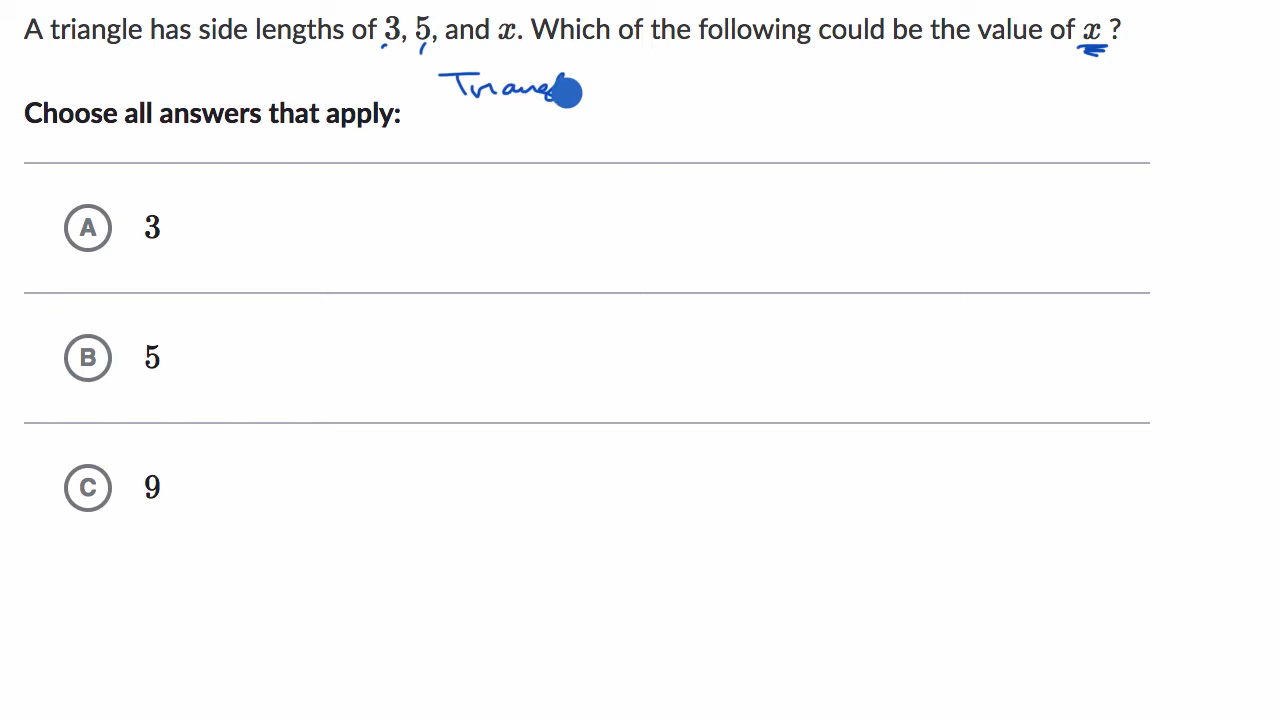 A triangle has side lengths of 3, 5, and x. Which of the following could be the value of x ?
Triang
Choose all answers that apply:
A 3
B 5
C 9